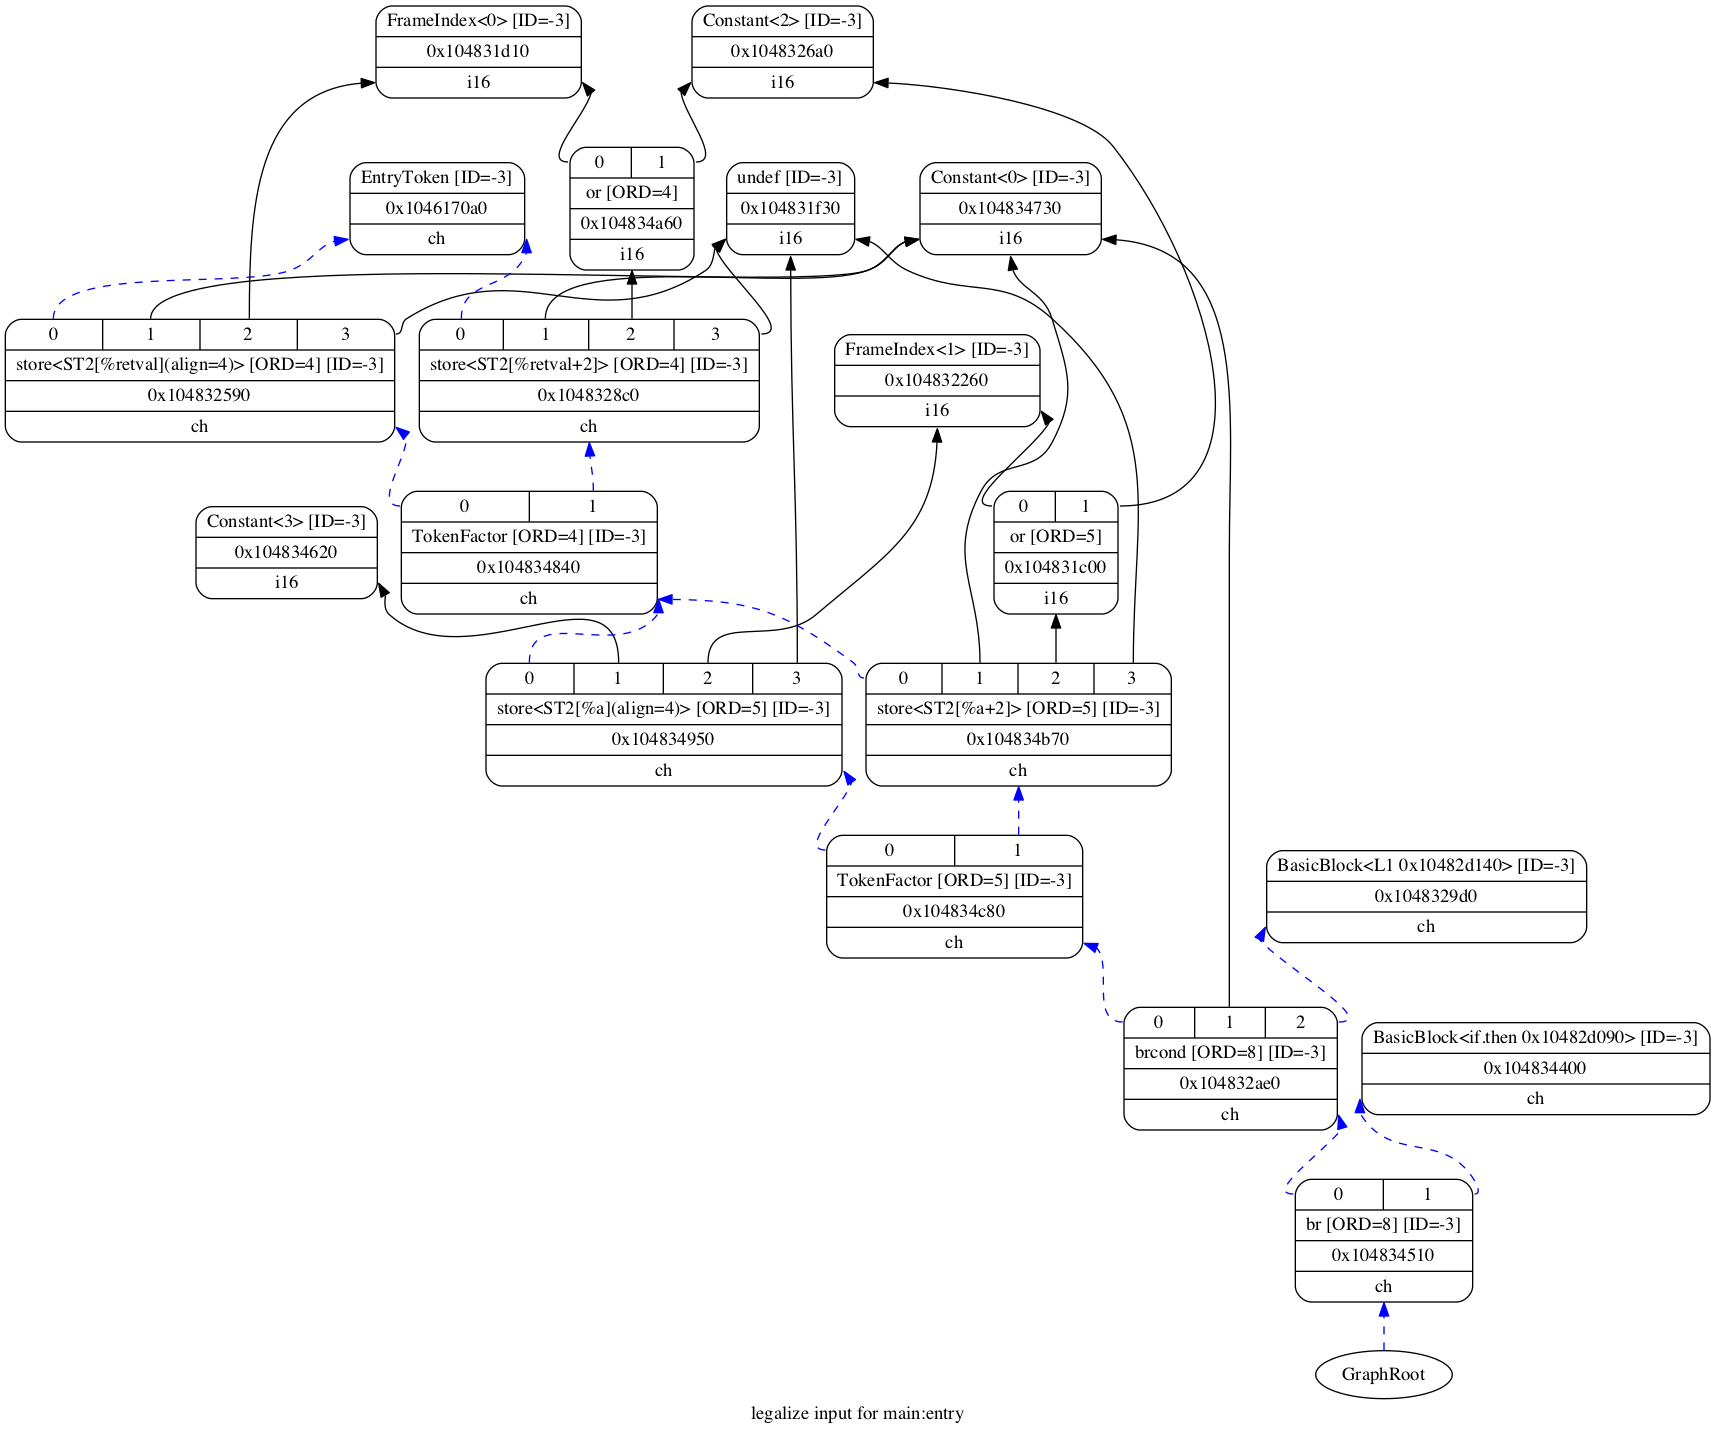 FrameIndex<0> [ID=-3]
0x104831d10
i16
Constant<2> [ID=-3]
0x1048326a0
i16
EntryToken [ID=-3]
0x1046170a0
ch
0 1
or [ORD=4]
0x104834a60
i16
undef [ID=-3]
0x104831f30
i16
Constant<0> [ID=-3]
0x104834730
i16
0 1 2 3
store<ST2[%retval](align=4)> [ORD=4] [ID=-3]
0x104832590
ch
0 1 2 3
store<ST2[%retval+2]> [ORD=4] [ID=-3]
0x1048328c0
ch
FrameIndex<1> [ID=-3]
0x104832260
i16
Constant<3> [ID=-3]
0x104834620
i16
0 1
TokenFactor [ORD=4] [ID=-3]
0x104834840
ch
0 1
or [ORD=5]
0x104831c00
i16
0 1 2 3
store<ST2[%a](align=4)> [ORD=5] [ID=-3]
0x104834950
ch
0 1 2 3
store<ST2[%a+2]> [ORD=5] [ID=-3]
0x104834b70
ch
0 1
TokenFactor [ORD=5] [ID=-3]
0x104834c80
ch
BasicBlock<L1 0x10482d140> [ID=-3]
0x1048329d0
ch
0 1 2
brcond [ORD=8] [ID=-3]
0x104832ae0
ch
BasicBlock<if.then 0x10482d090> [ID=-3]
0x104834400
ch
0 1
br [ORD=8] [ID=-3]
0x104834510
ch
GraphRoot
legalize input for main:entry